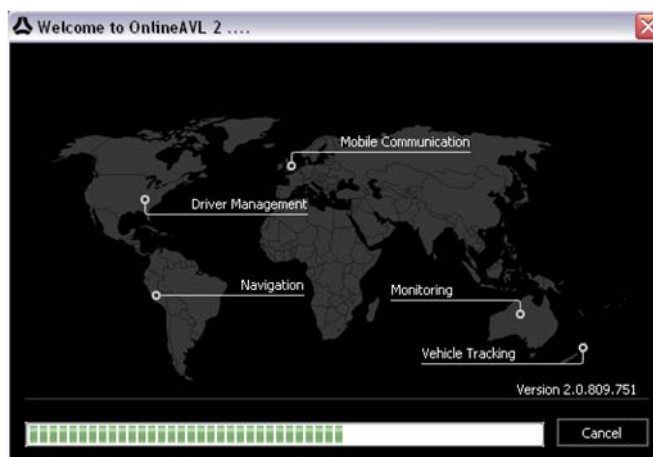 Welcome to OnlineAVL 2 ....
Mobile Communication
Driver Management
Navigation
Monitoring
Vehicle Tracking
Version 2.0.809.751
Cancel